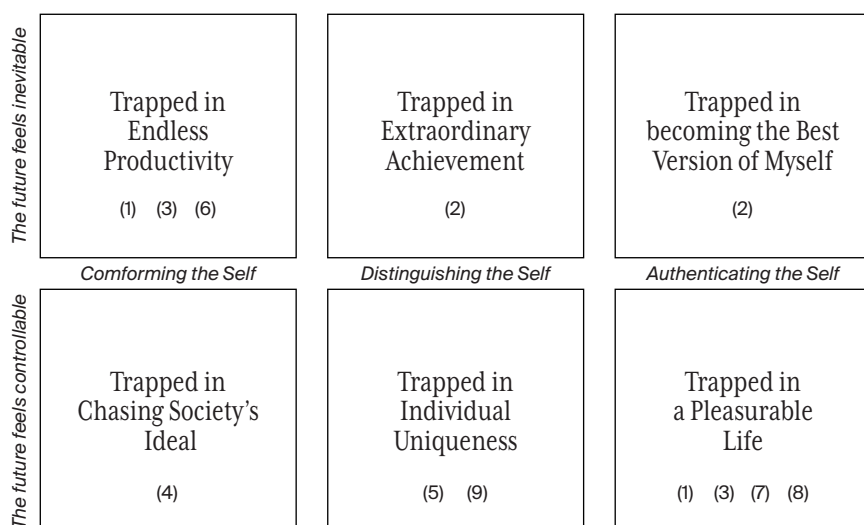 The future feels inevitable
Trapped in
Endless
Productivity
(1) (3) (6)
Trapped in
Extraordinary
Achievement
(2)
Trapped in
becoming the Best
Version of Myself
(2)
Comforming the Self
Distinguishing the Self
Authenticating the Self
The future feels controllable
Trapped in
Chasing Society's
Ideal
(4)
Trapped in
Individual
Uniqueness
(5) (9)
Trapped in
a Pleasurable
Life
(1) (3) (7) (8)